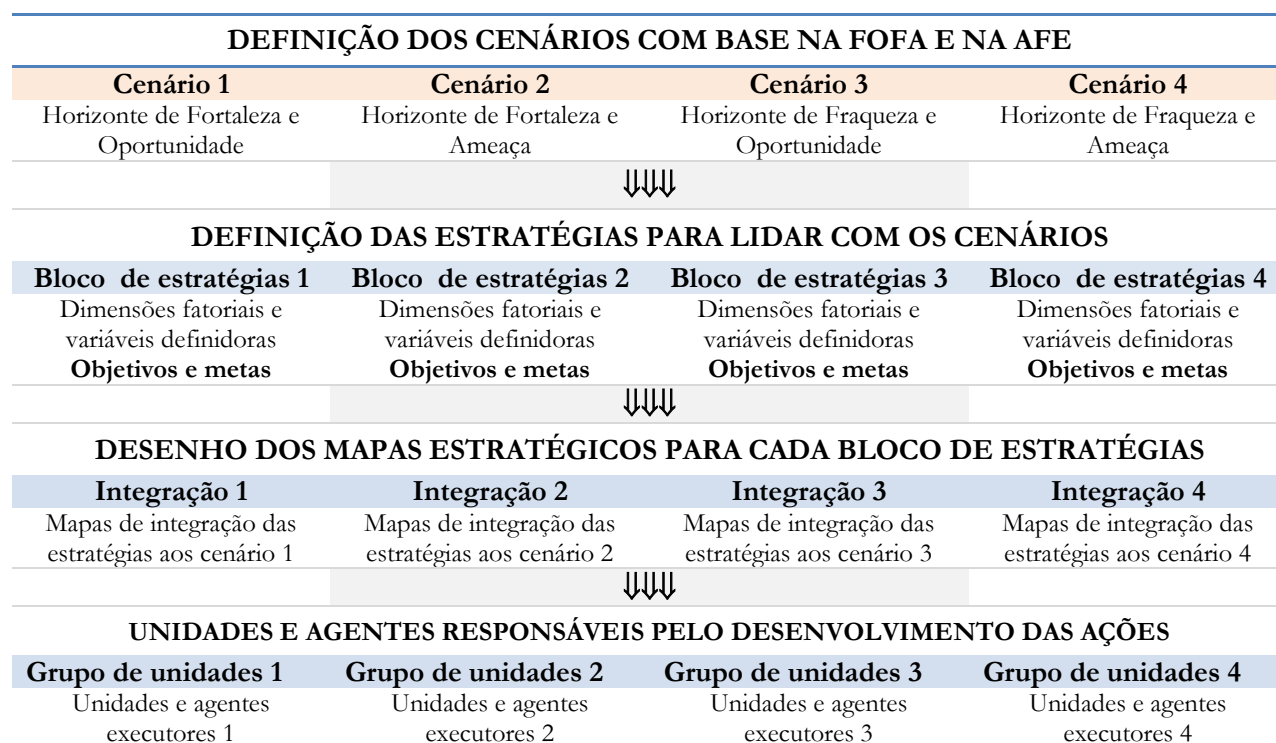 DEFINIÇÃO DOS CENÁRIOS COM BASE NA FOFA E NA AFE
Cenário 1 Cenário 2 Cenário 3 Cenário 4
Horizonte de Fortaleza e Horizonte de Fortaleza e Horizonte de Fraqueza e Horizonte de Fraqueza e
Oportunidade Ameaça Oportunidade Ameaça
⇓⇓⇓
DEFINIÇÃO DAS ESTRATÉGIAS PARA LIDAR COM OS CENÁRIOS
Bloco de estratégias 1 Bloco de estratégias 2 Bloco de estratégias 3 Bloco de estratégias 4
Dimensões fatoriais e Dimensões fatoriais e Dimensões fatoriais e Dimensões fatoriais e
variáveis definidoras variáveis definidoras variáveis definidoras variáveis definidoras
Objetivos e metas Objetivos e metas Objetivos e metas Objetivos e metas
⇓⇓⇓
DESENHO DOS MAPAS ESTRATÉGICOS PARA CADA BLOCO DE ESTRATÉGIAS
Integração 1 Integração 2 Integração 3 Integração 4
Mapas de integração das Mapas de integração das Mapas de integração das Mapas de integração das
estratégias aos cenário 1 estratégias aos cenário 2 estratégias aos cenário 3 estratégias aos cenário 4
⇓⇓⇓
UNIDADES E AGENTES RESPONSÁVEIS PELO DESENVOLVIMENTO DAS AÇÕES
Grupo de unidades 1 Grupo de unidades 2 Grupo de unidades 3 Grupo de unidades 4
Unidades e agentes Unidades e agentes Unidades e agentes Unidades e agentes
executores 1 executores 2 executores 3 executores 4